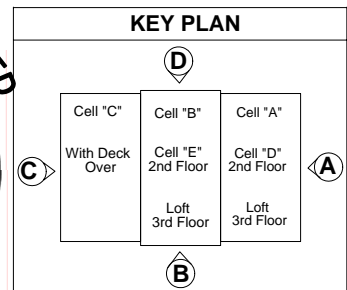 KEY PLAN
D
Cell "C"
With Deck
Over
Cell "B"
Cell "E"
2nd Floor
Loft
3rd Floor
Cell "A"
Cell "D"
2nd Floor
Loft
3rd Floor
C
A
B